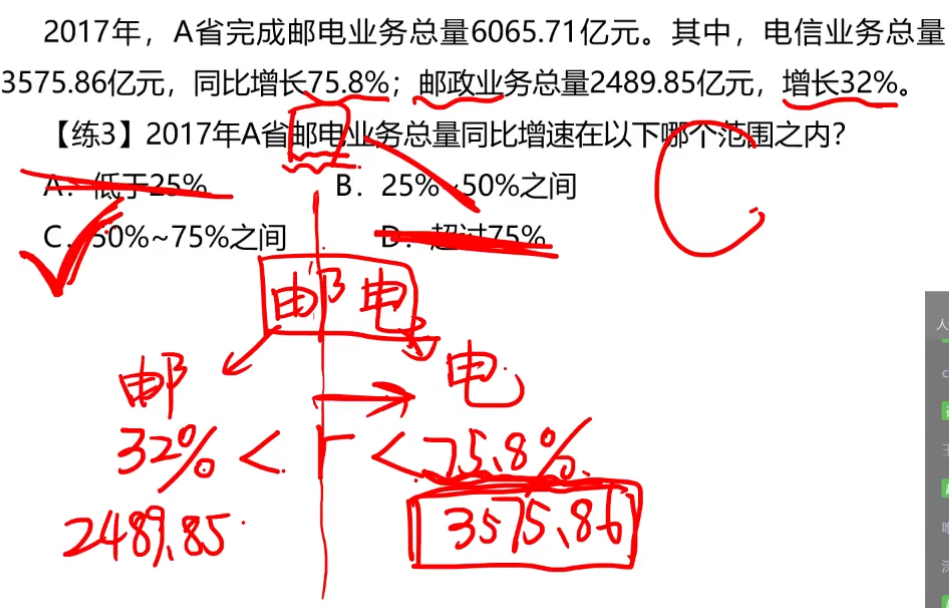 2017年，A省完成邮电业务总量6065.71亿元。其中，电信业务总量
3575.86亿元，同比增长75.8%；邮政业务总量2489.85亿元，增长32%。
【练3】2017年A省邮电业务总量同比增速在以下哪个范围之内？
A．低于25% B．25%~50%之间
C．50%~75%之间 D．超过75%
邮电
邮 电
32% < r < 75.8%
2489.85 3575.86